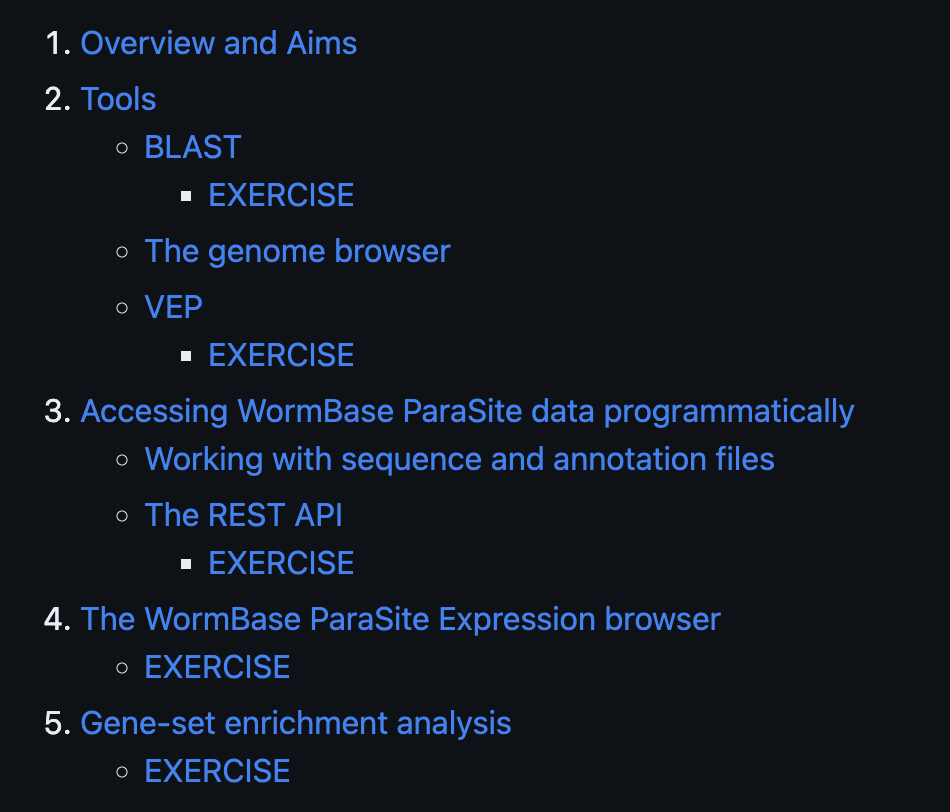 1. Overview and Aims
2. Tools
BLAST
EXERCISE
The genome browser
VEP
EXERCISE
3. Accessing WormBase ParaSite data programmatically
Working with sequence and annotation files
The REST API
EXERCISE
4. The WormBase ParaSite Expression browser
EXERCISE
5. Gene-set enrichment analysis
EXERCISE